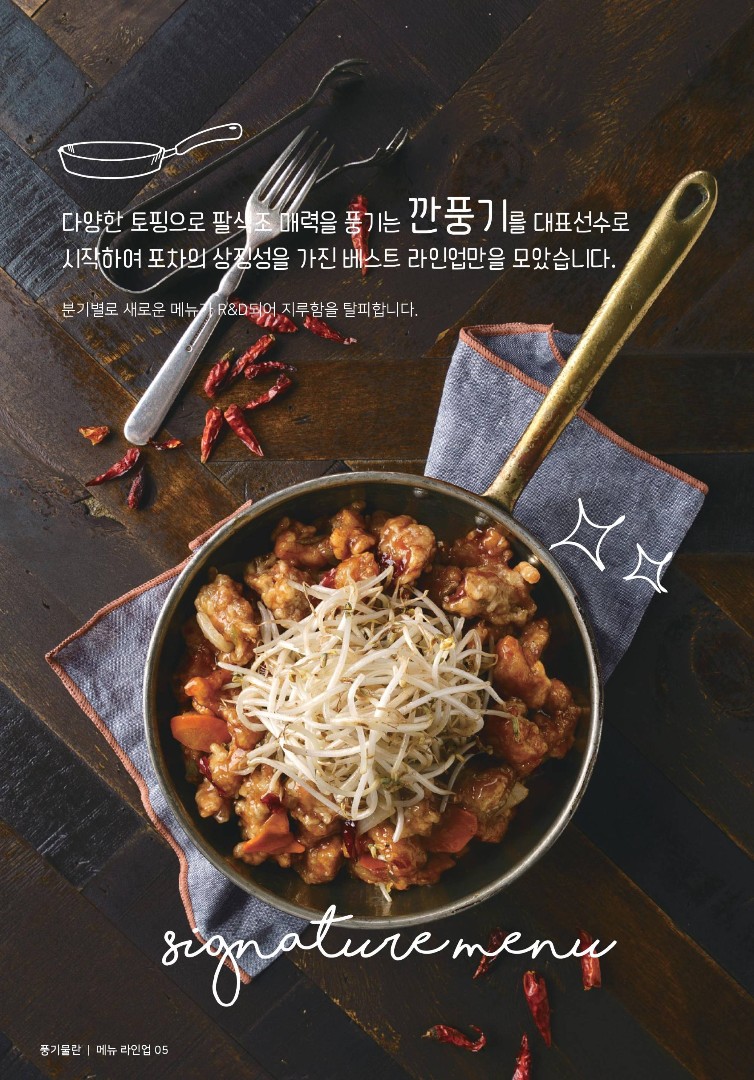 다양한 토핑으로 팔색조 매력을 풍기는 깐풍기를 대표선수로
시작하여 포차의 상징성을 가진 베스트 라인업만을 모았습니다.
분기별로 새로운 메뉴가 R&D되어 지루함을 탈피합니다.
signature menu
풍기물란 | 메뉴 라인업 05